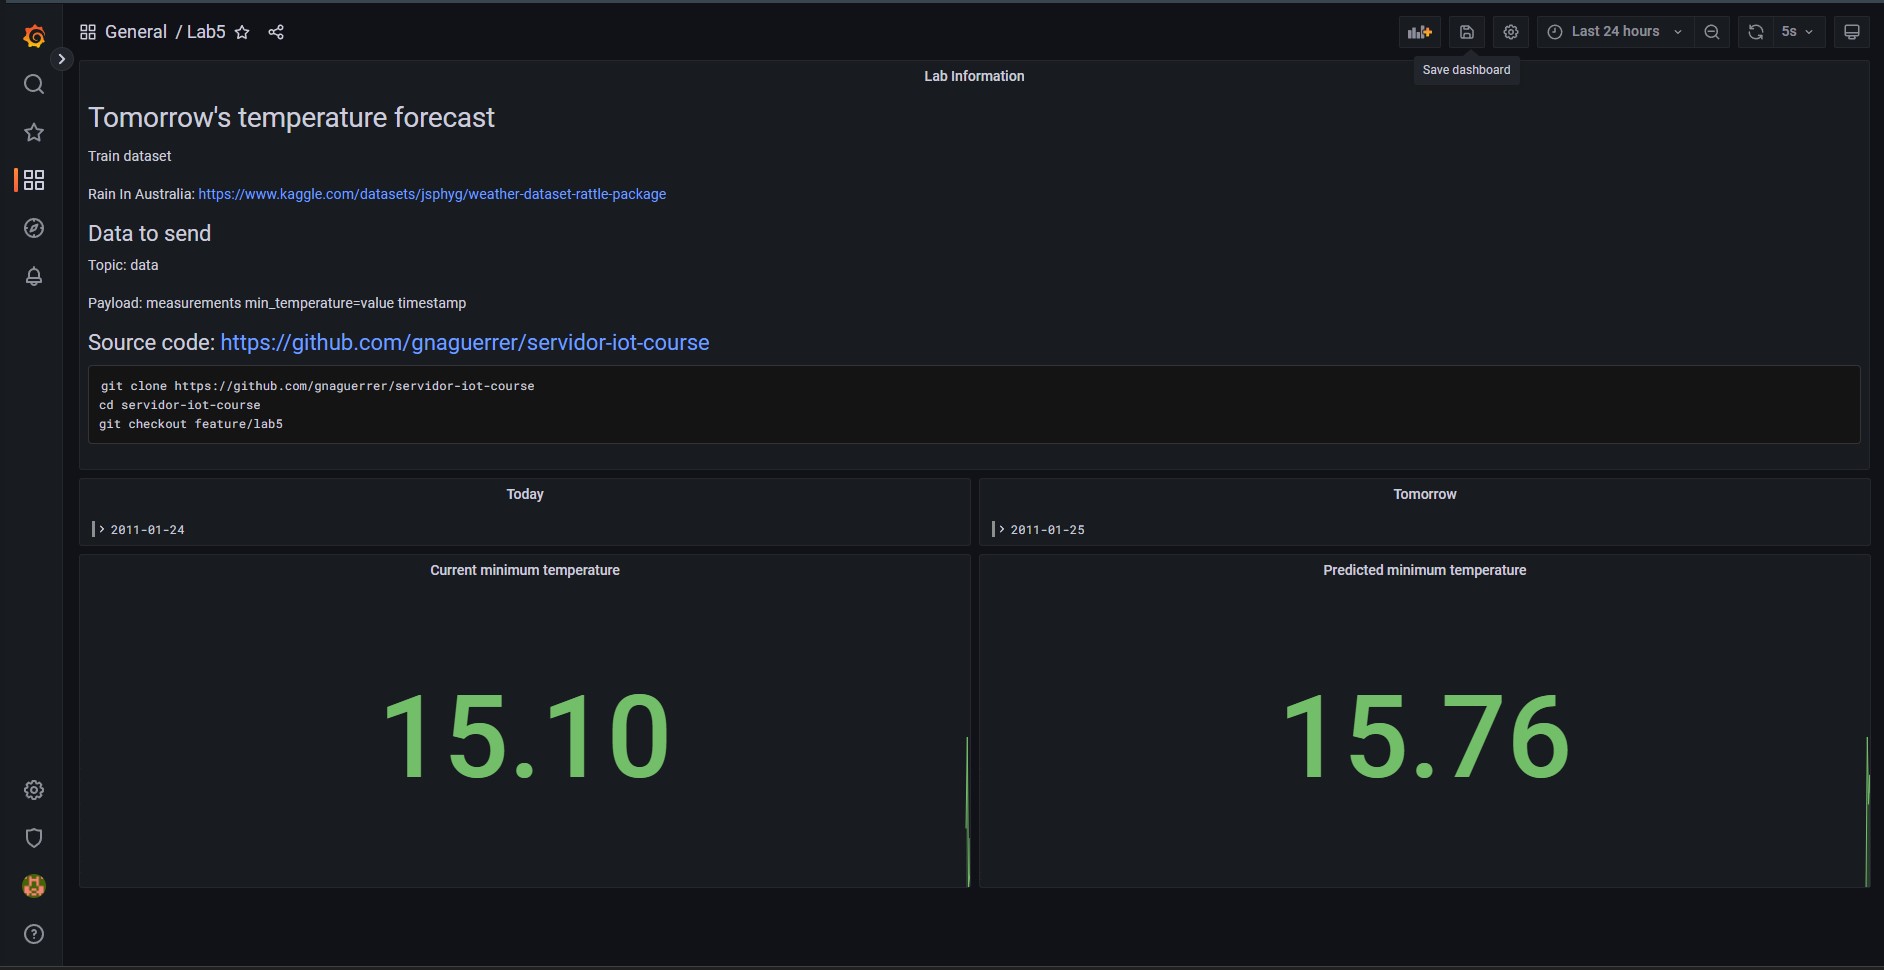 General / Lab5
Last 24 hours
5s
Save dashboard
Lab Information
Tomorrow's temperature forecast
Train dataset
Rain In Australia: https://www.kaggle.com/datasets/jsphyg/weather-dataset-rattle-package
Data to send
Topic: data
Payload: measurements min_temperature=value timestamp
Source code: https://github.com/gnaguerrer/servidor-iot-course
git clone https://github.com/gnaguerrer/servidor-iot-course
cd servidor-iot-course
git checkout feature/lab5
Today
2011-01-24
Tomorrow
2011-01-25
Current minimum temperature
15.10
Predicted minimum temperature
15.76